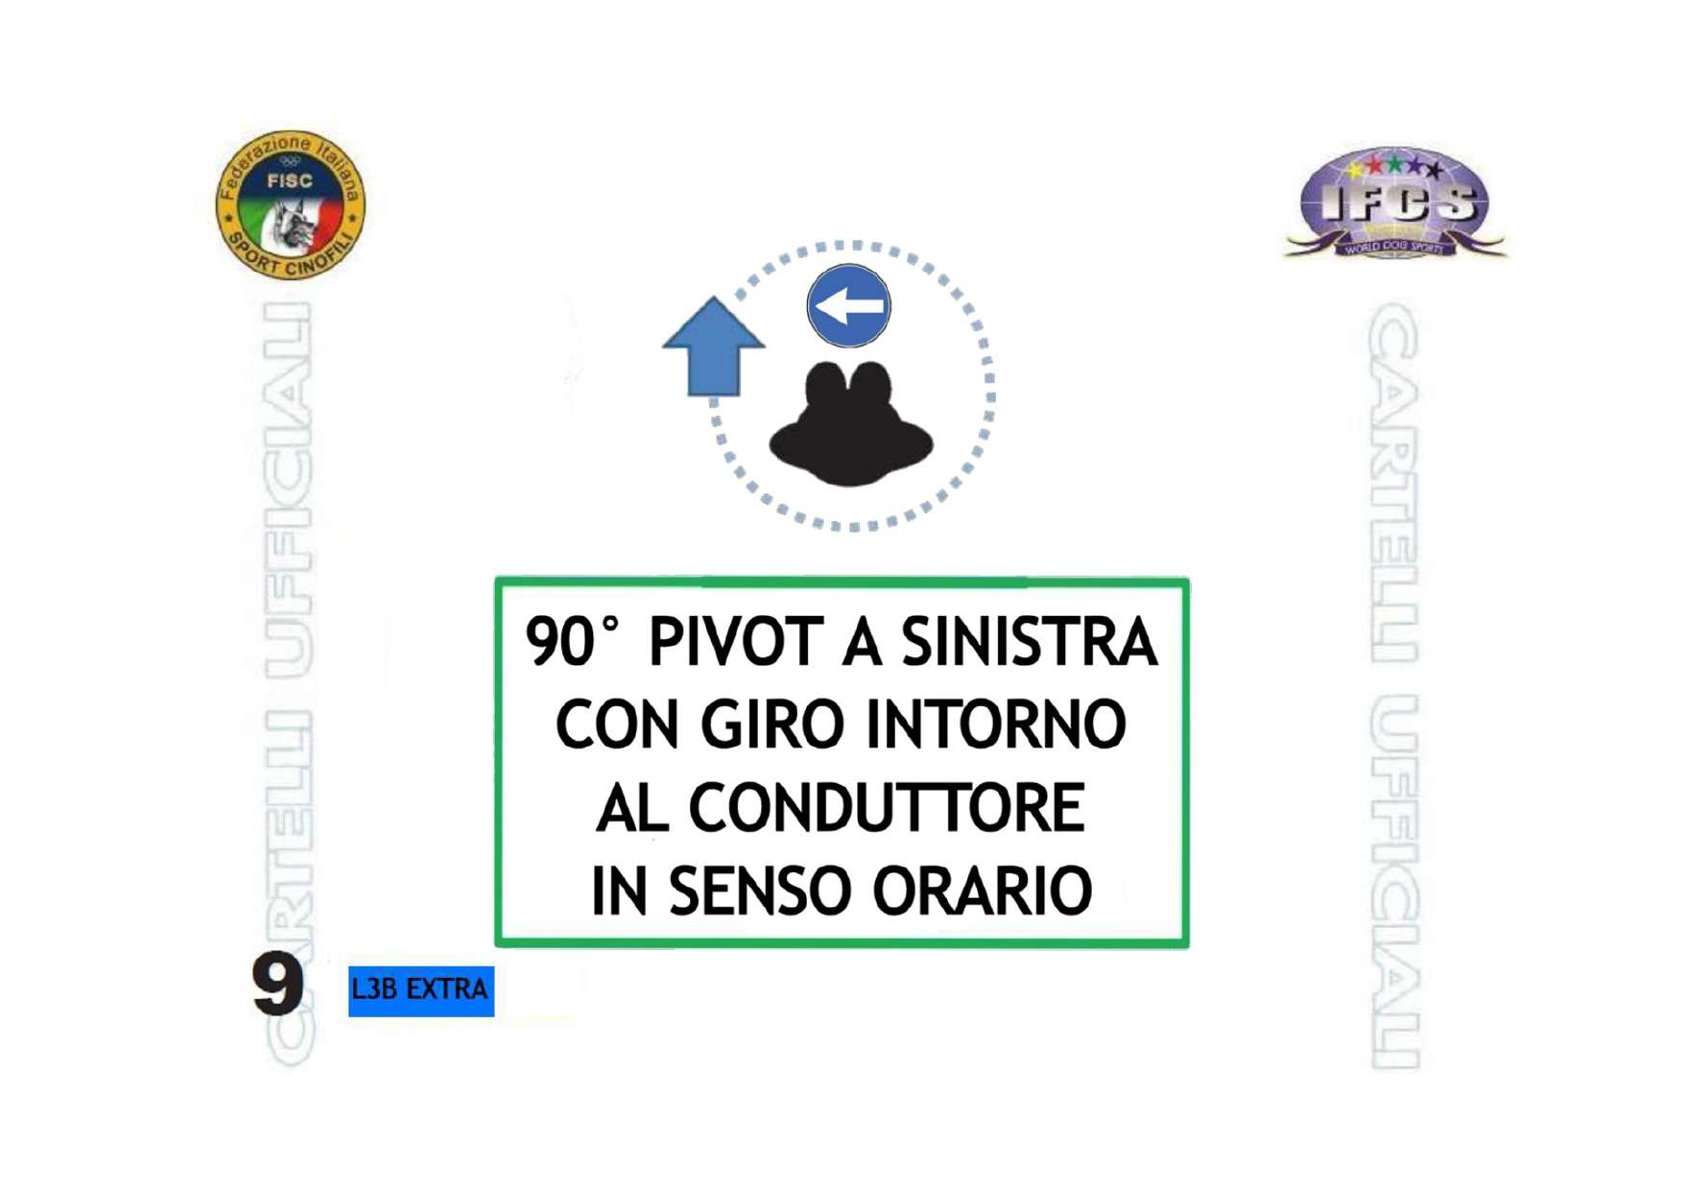 Federazione Italiana
FISC
SPORT CINOFILI
IFCS
WORLD DOG SPORTS
CARTELLI UFFICIALI
CARTELLI UFFICIALI
90° PIVOT A SINISTRA
CON GIRO INTORNO
AL CONDUTTORE
IN SENSO ORARIO
9
L3B EXTRA